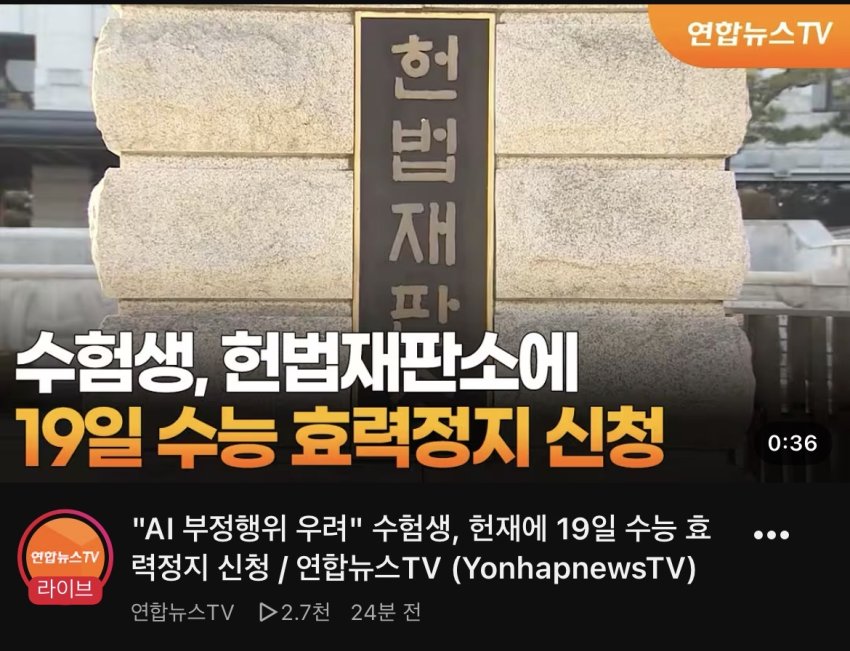 연합뉴스TV
헌법재판
수험생, 헌법재판소에
19일 수능 효력정지 신청
0:36
"AI 부정행위 우려" 수험생, 헌재에 19일 수능 효
력정지 신청 / 연합뉴스TV (YonhapnewsTV)
연합뉴스TV
라이브
연합뉴스TV ▷2.7천 24분 전